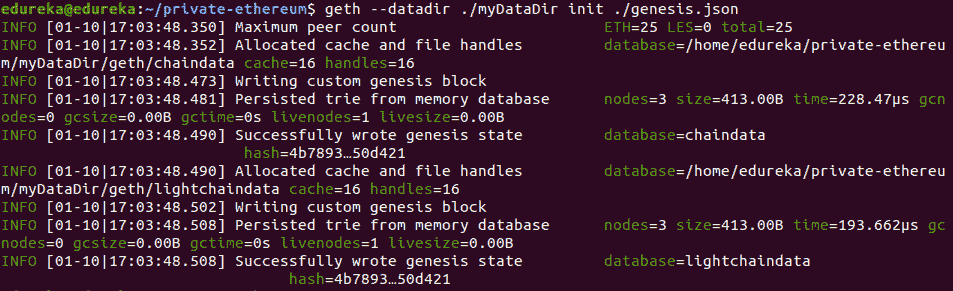 edureka@edureka:~/private-ethereum$ geth --datadir ./myDataDir init ./genesis.json
INFO [01-10|17:03:48.350] Maximum peer count ETH=25 LES=0 total=25
INFO [01-10|17:03:48.352] Allocated cache and file handles database=/home/edureka/private-ethereu
m/myDataDir/geth/chaindata cache=16 handles=16
INFO [01-10|17:03:48.473] Writing custom genesis block
INFO [01-10|17:03:48.481] Persisted trie from memory database nodes=3 size=413.00B time=228.47µs gcn
odes=0 gcsize=0.00B gctime=0s livenodes=1 livesize=0.00B
INFO [01-10|17:03:48.490] Successfully wrote genesis state database=chaindata
hash=4b7893…50d421
INFO [01-10|17:03:48.490] Allocated cache and file handles database=/home/edureka/private-ethereu
m/myDataDir/geth/lightchaindata cache=16 handles=16
INFO [01-10|17:03:48.502] Writing custom genesis block
INFO [01-10|17:03:48.508] Persisted trie from memory database nodes=3 size=413.00B time=193.662µs gc
nodes=0 gcsize=0.00B gctime=0s livenodes=1 livesize=0.00B
INFO [01-10|17:03:48.508] Successfully wrote genesis state database=lightchaindata
hash=4b7893…50d421